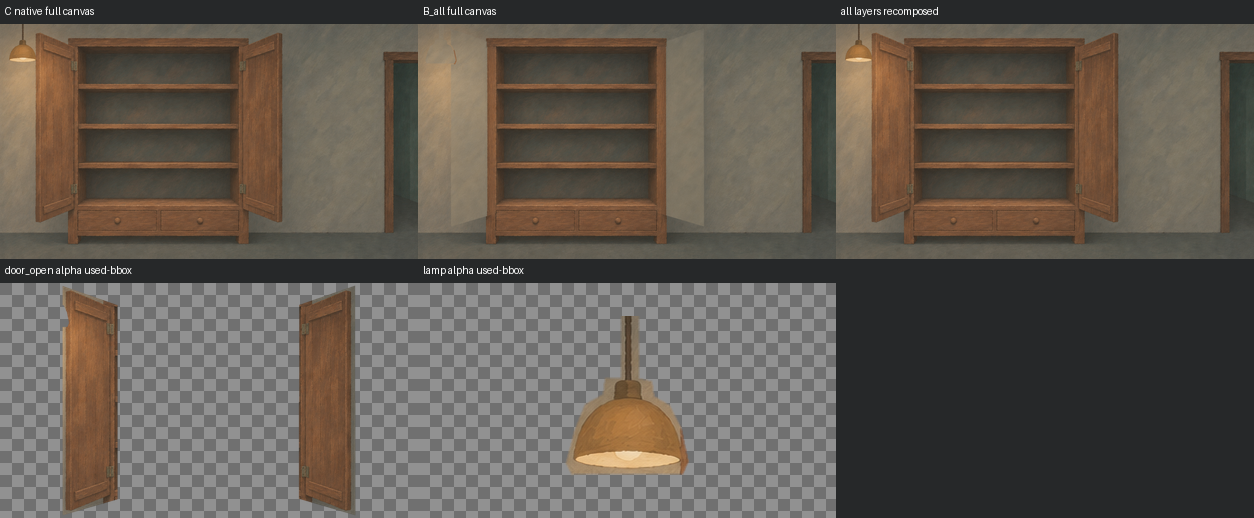 C native full canvas
B_all full canvas
all layers recomposed
door_open alpha used-bbox
lamp alpha used-bbox